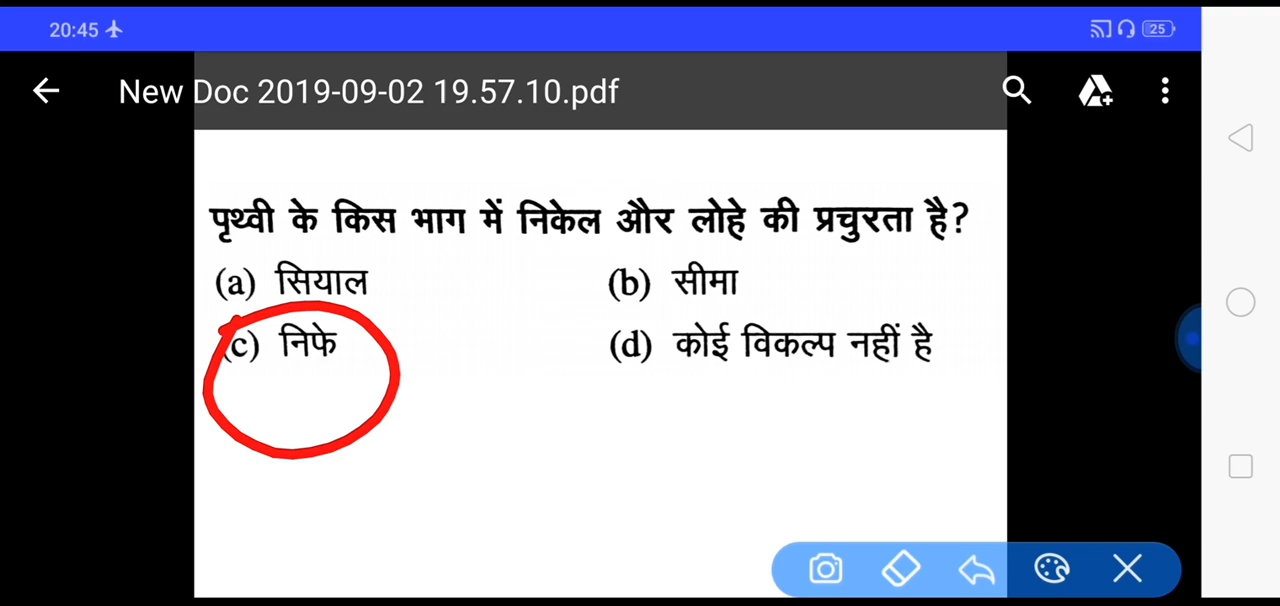 20:45
25
New Doc 2019-09-02 19.57.10.pdf
पृथ्वी के किस भाग में निकेल और लोहे की प्रचुरता है?
(a) सियाल (b) सीमा
(c) निफे (d) कोई विकल्प नहीं है